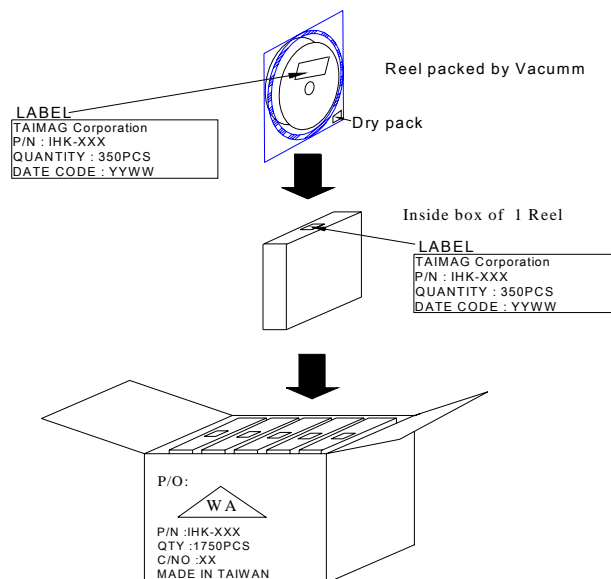 Reel packed by Vacumm
LABEL
TAIMAG Corporation
P/N : IHK-XXX
QUANTITY : 350PCS
DATE CODE : YYWW
Dry pack
Inside box of 1 Reel
LABEL
TAIMAG Corporation
P/N : IHK-XXX
QUANTITY : 350PCS
DATE CODE : YYWW
P/O:
WA
P/N :IHK-XXX
QTY :1750PCS
C/NO :XX
MADE IN TAIWAN